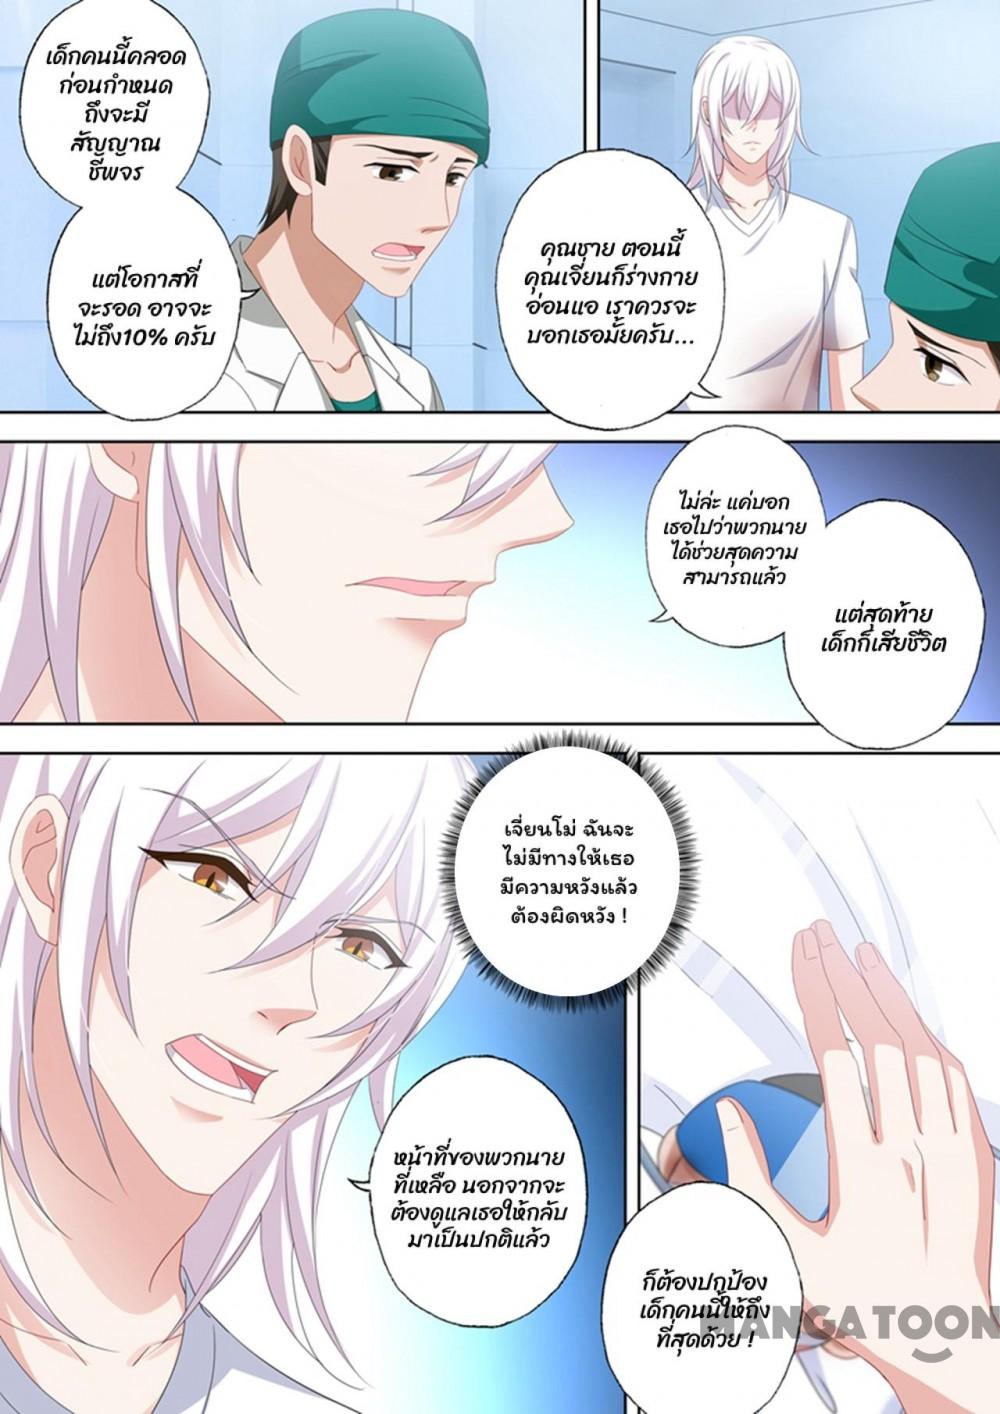 เด็กคนนี้คลอด
ก่อนกำหนด
ถึงจะมี
สัญญาณ
ชีพจร
แต่โอกาสที่
จะรอด อาจจะ
ไม่ถึง10% ครับ
คุณชาย ตอนนี้
คุณเจี่ยนก็ร่างกาย
อ่อนแอ เราควรจะ
บอกเธอมั้ยครับ...
ไม่ล่ะ แค่บอก
เธอไปว่าพวกนาย
ได้ช่วยสุดความ
สามารถแล้ว
แต่สุดท้าย
เด็กก็เสียชีวิต
เจี่ยนโม่ ฉันจะ
ไม่มีทางให้เธอ
มีความหวังแล้ว
ต้องผิดหวัง !
หน้าที่ของพวกนาย
ที่เหลือ นอกจากจะ
ต้องดูแลเธอให้กลับ
มาเป็นปกติแล้ว
ก็ต้องปกป้อง
เด็กคนนี้ให้ถึง
ที่สุดด้วย !
MANGATOON